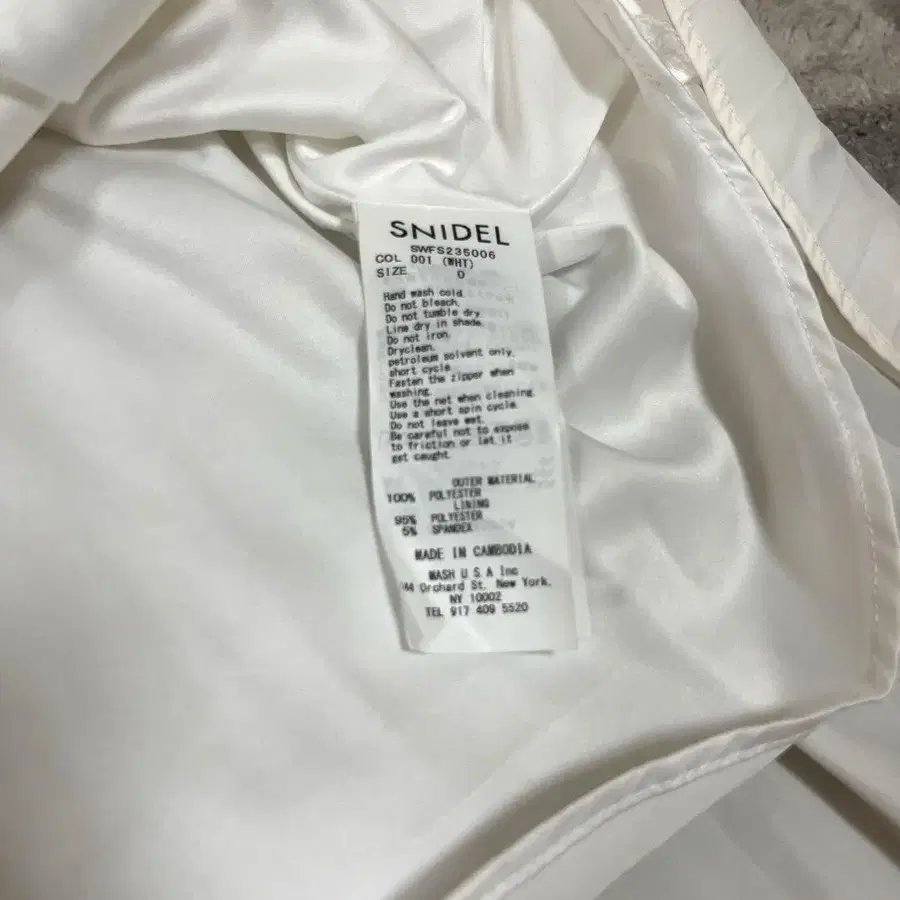 SNIDEL
SWFS235006
COL 001 (WHT)
SIZE 0
Hand wash cold.
Do not bleach.
Do not tumble dry
Line dry in shade.
Do not iron.
Dryclean.
petroleum solvent only.
short cycle.
Fasten the zipper when
washing.
Use the net when cleaning.
Use a short spin cycle.
Do not leave wet.
Be careful not to expose
to friction or let it
get caught.
OUTER MATERIAL
100% POLYESTER
LINING
95% POLYESTER
5% SPANDEX
MADE IN CAMBODIA
MASH U S A Inc
Orchard St. New York.
NY 10002
TEL 917 409 5520